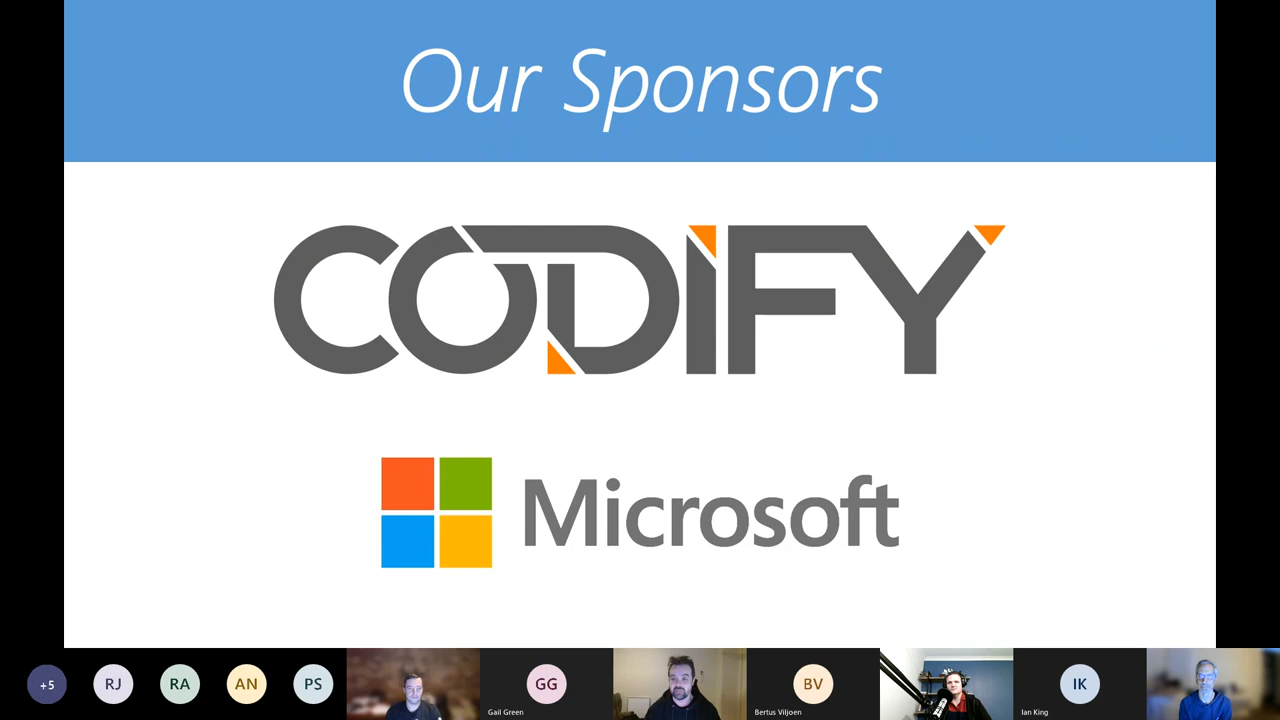 Our Sponsors
CODIFY
Microsoft
+5
RJ
RA
AN
PS
GG
Gail Green
BV
Bertus Viljoen
IK
Ian King